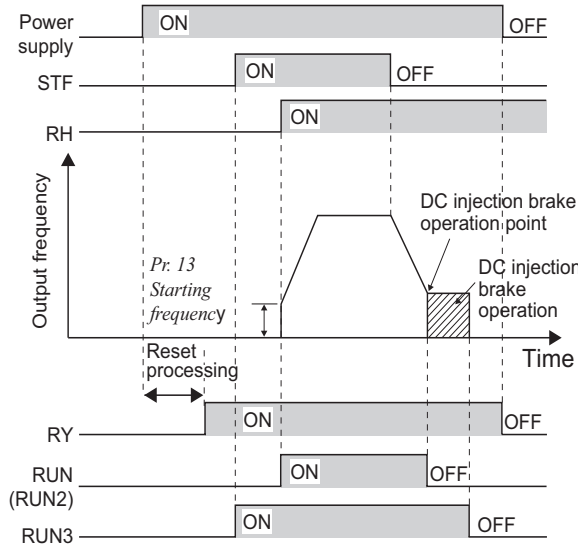 Power
supply
ON
OFF
STF
ON
OFF
RH
ON
Output frequency
DC injection brake
operation point
Pr. 13
Starting
frequency
DC injection
brake
operation
Time
Reset
processing
RY
ON
OFF
RUN
(RUN2)
ON
OFF
RUN3
ON
OFF